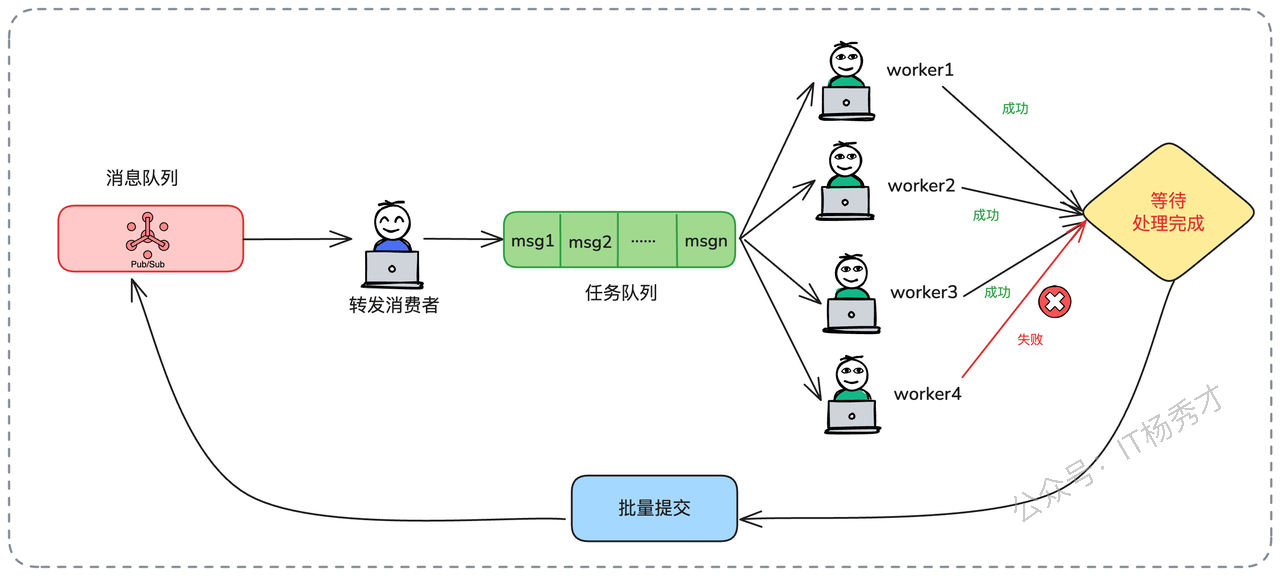 消息队列
Pub/Sub
转发消费者
msg1
msg2
······
msgn
任务队列
worker1
成功
worker2
成功
worker3
成功
worker4
失败
等待
处理完成
批量提交
公众号：IT杨秀才